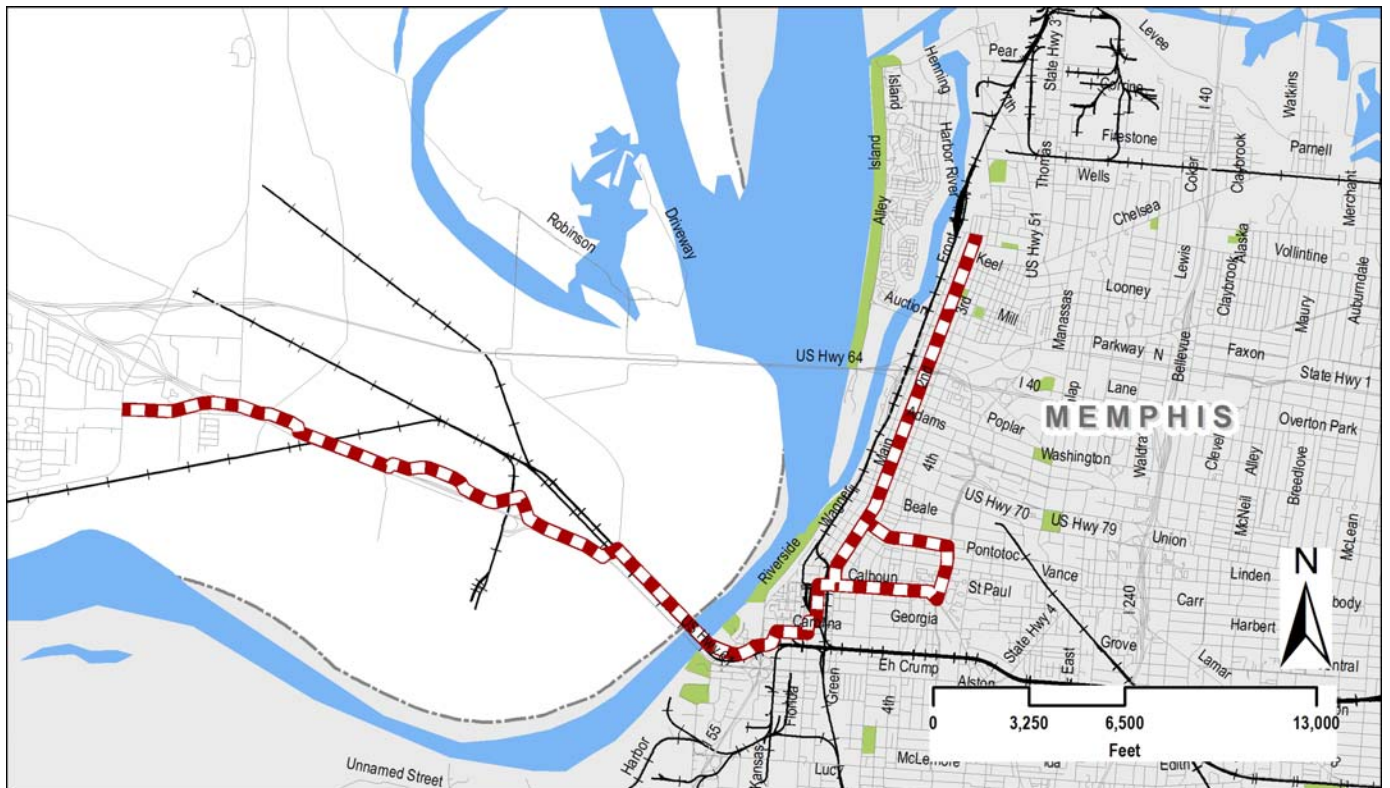 Pear
Henning
State Hwy 3
Levee
7th
Corrine
Island
I 40
Watkins
Firestone
Claybrook
Parnell
Island
Harbor River
Thomas
Wells
Coker
Merchant
Robinson
Driveway
Alley
Chelsea
US Hwy 51
Alaska
Front
Keel
Vollintine
Lewis
Looney
Claybrook
Auburndale
Auction
3rd
Mill
Manassas
Maury
US Hwy 64
Parkway N
Faxon
Bellevue
2nd
I 40
Lane
State Hwy 1
Adams
Poplar
MEMPHIS
Overton Park
Main
4th
Washington
Alley
Breedlove
Wagner
Beale
US Hwy 70
US Hwy 79
McNeil
McLean
Union
Riverside
Pontotoc
Vance
N
Calhoun
St Paul
Linden
Carr
I 240
Georgia
State Hwy 4
Harbert
Carolina
Grove
East
Lamar
Eh Crump
Alston
Green
Florida
4th
0
3,250
6,500
13,000
Feet
Harbor
55
Kansas
Lucy
McLemore
Edith
Unnamed Street